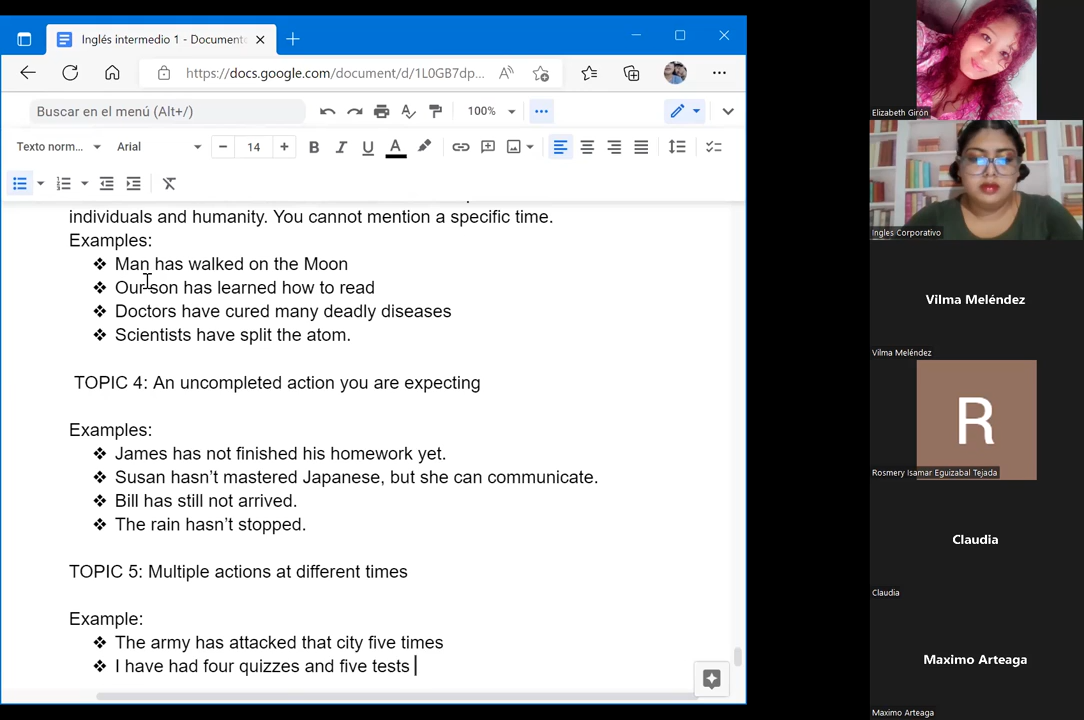 Inglés intermedio 1 - Document
https://docs.google.com/document/d/1L0GB7dp...
Buscar en el menú (Alt+/)
100%
Texto norm...
Arial
14
individuals and humanity. You cannot mention a specific time.
Examples:
❖ Man has walked on the Moon
❖ Our son has learned how to read
❖ Doctors have cured many deadly diseases
❖ Scientists have split the atom.
TOPIC 4: An uncompleted action you are expecting
Examples:
❖ James has not finished his homework yet.
❖ Susan hasn’t mastered Japanese, but she can communicate.
❖ Bill has still not arrived.
❖ The rain hasn’t stopped.
TOPIC 5: Multiple actions at different times
Example:
❖ The army has attacked that city five times
❖ I have had four quizzes and five tests
Elizabeth Girón
Ingles Corporativo
Vilma Meléndez
Vilma Meléndez
R
Rosmery Isamar Eguizabal Tejada
Claudia
Claudia
Maximo Arteaga
Maximo Arteaga